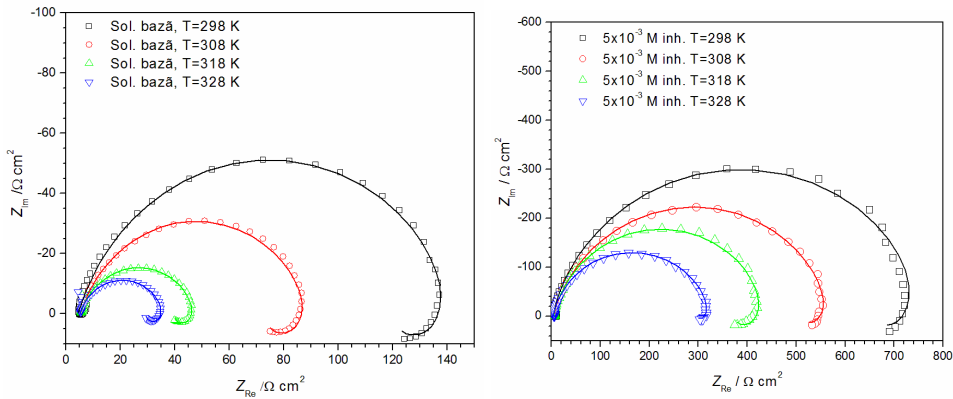 -100
-80
-60
-40
-20
0
0 20 40 60 80 100 120 140
Z_Im /Ω cm²
Z_Re /Ω cm²
Sol. bază, T=298 K
Sol. bază, T=308 K
Sol. bază, T=318 K
Sol. bază, T=328 K
-600
-500
-400
-300
-200
-100
0
0 100 200 300 400 500 600 700 800
Z_Im /Ω cm²
Z_Re / Ω cm²
5x10⁻³ M inh. T=298 K
5x10⁻³ M inh. T=308 K
5x10⁻³ M inh. T=318 K
5x10⁻³ M inh. T=328 K